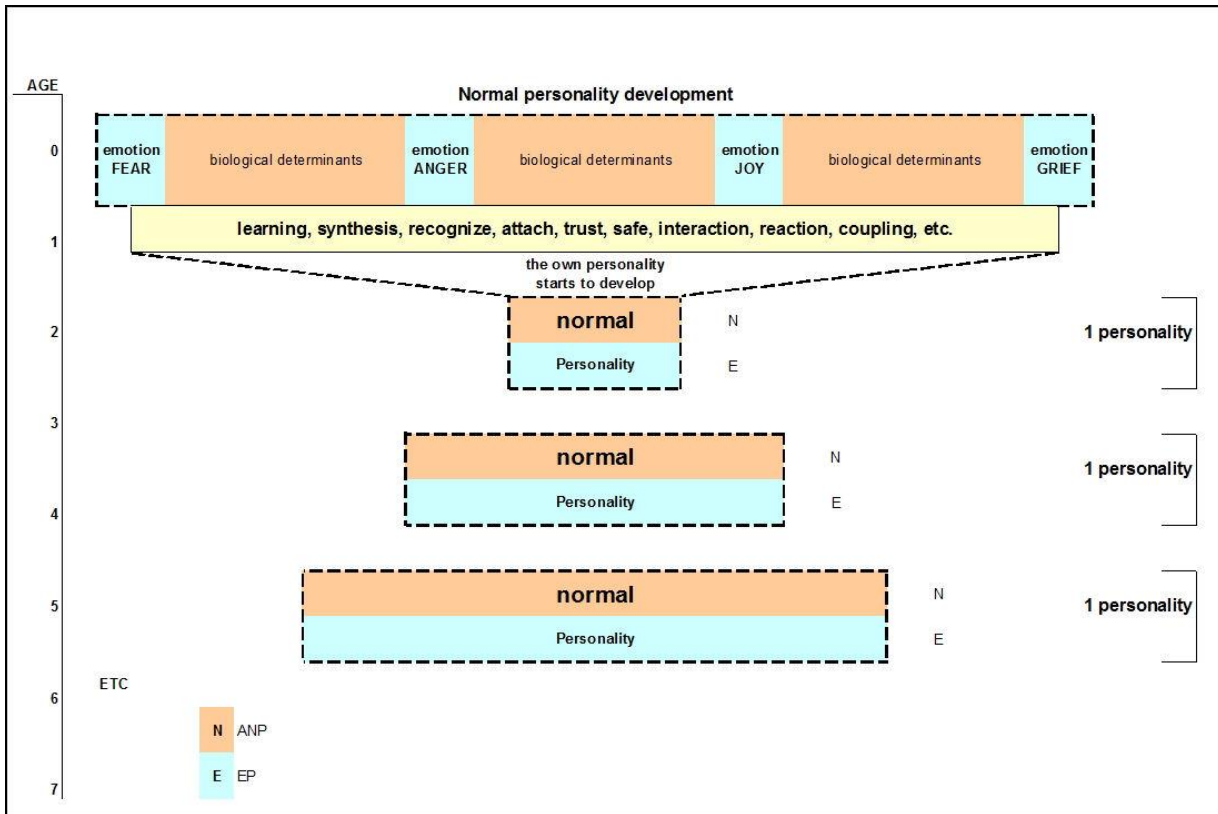 AGE
Normal personality development
0
emotion
FEAR
biological determinants
emotion
ANGER
biological determinants
emotion
JOY
biological determinants
emotion
GRIEF
learning, synthesis, recognize, attach, trust, safe, interaction, reaction, coupling, etc.
1
the own personality
starts to develop
2
normal
N
Personality
E
1 personality
3
normal
N
Personality
E
1 personality
4
normal
N
5
Personality
E
1 personality
ETC
6
N ANP
E EP
7